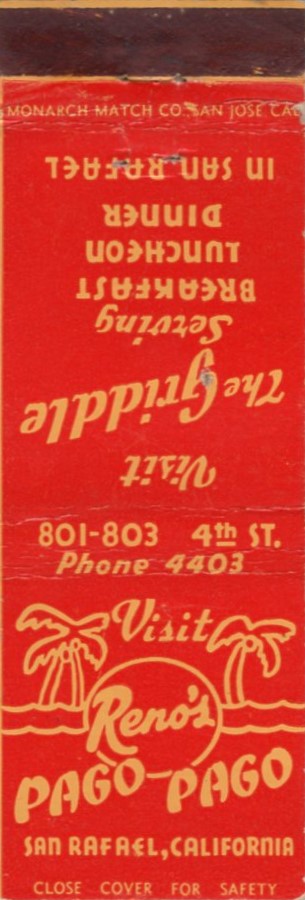 MONARCH MATCH CO. SAN JOSE CAL
Visit
The Griddle
Serving
BREAKFAST
LUNCHEON
DINNER
IN SAN RAFAEL
801-803 4th ST.
Phone 4403
Visit
Reno's
PAGO-PAGO
SAN RAFAEL, CALIFORNIA
CLOSE COVER FOR SAFETY